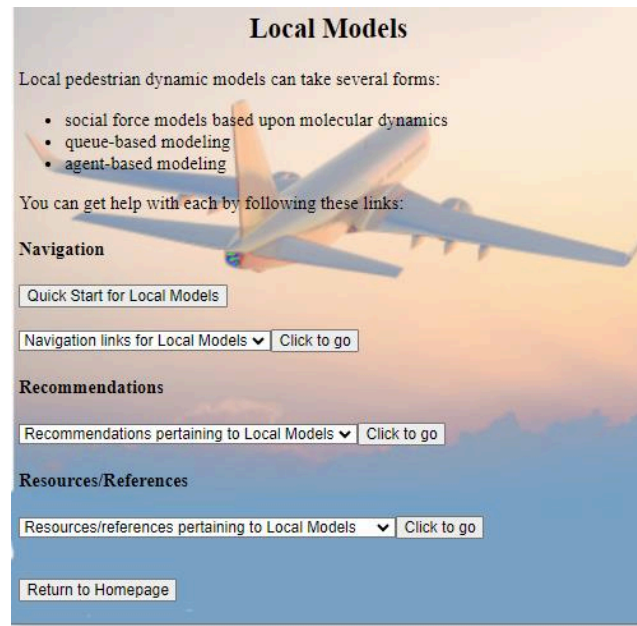 Local Models
Local pedestrian dynamic models can take several forms:
social force models based upon molecular dynamics
queue-based modeling
agent-based modeling
You can get help with each by following these links:
Navigation
Quick Start for Local Models
Navigation links for Local Models Click to go
Recommendations
Recommendations pertaining to Local Models Click to go
Resources/References
Resources/references pertaining to Local Models Click to go
Return to Homepage